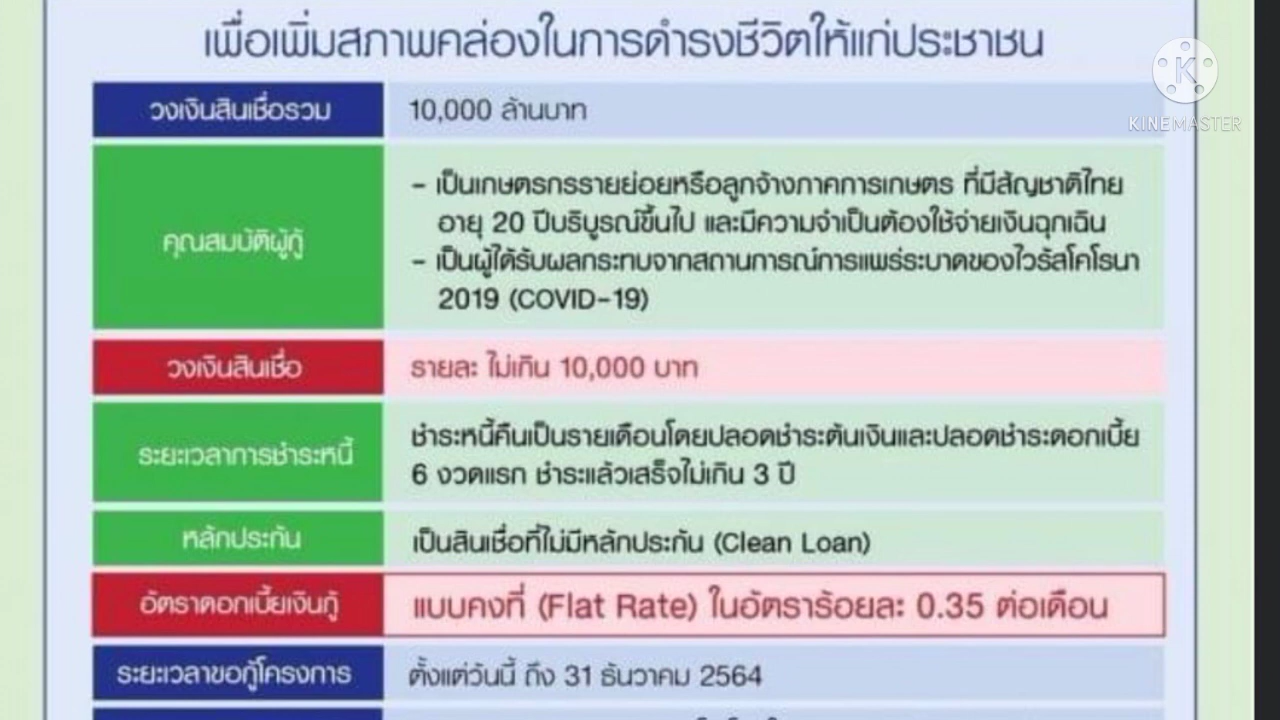 เพื่อเพิ่มสภาพคล่องในการดำรงชีวิตให้แก่ประชาชน
วงเงินสินเชื่อรวม
10,000 ล้านบาท
คุณสมบัติผู้กู้
- เป็นเกษตรกรรายย่อยหรือลูกจ้างภาคการเกษตร ที่มีสัญชาติไทย
อายุ 20 ปีบริบูรณ์ขึ้นไป และมีความจำเป็นต้องใช้จ่ายเงินฉุกเฉิน
- เป็นผู้ได้รับผลกระทบจากสถานการณ์การแพร่ระบาดของไวรัสโคโรนา
2019 (COVID-19)
วงเงินสินเชื่อ
รายละ ไม่เกิน 10,000 บาท
ระยะเวลาการชำระหนี้
ชำระหนี้คืนเป็นรายเดือนโดยปลอดชำระต้นเงินและปลอดชำระดอกเบี้ย
6 งวดแรก ชำระแล้วเสร็จไม่เกิน 3 ปี
หลักประกัน
เป็นสินเชื่อที่ไม่มีหลักประกัน (Clean Loan)
อัตราดอกเบี้ยเงินกู้
แบบคงที่ (Flat Rate) ในอัตราร้อยละ 0.35 ต่อเดือน
ระยะเวลาขอกู้โครงการ
ตั้งแต่วันนี้ ถึง 31 ธันวาคม 2564
K
KINEMASTER